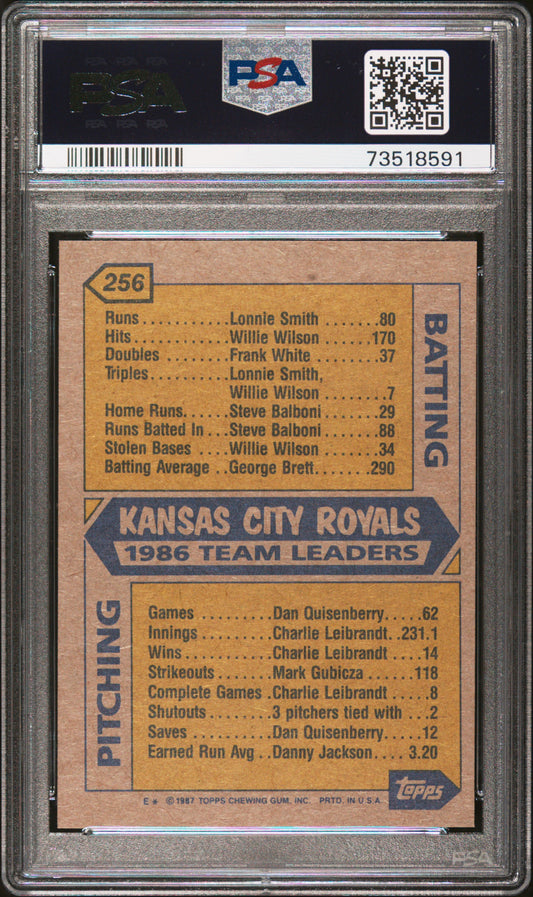 PSA
PSA
73518591
256
BATTING
Runs...........Lonnie Smith .......80
Hits............Willie Wilson .......170
Doubles .......Frank White ........37
Triples.........Lonnie Smith,
Willie Wilson .......7
Home Runs......Steve Balboni .......29
Runs Batted In ...Steve Balboni .......88
Stolen Bases ....Willie Wilson .......34
Batting Average ..George Brett.......290
KANSAS CITY ROYALS
1986 TEAM LEADERS
PITCHING
Games ..........Dan Quisenberry.....62
Innings ..........Charlie Leibrandt..231.1
Wins ............Charlie Leibrandt ....14
Strikeouts .......Mark Gubicza ......118
Complete Games .Charlie Leibrandt .....8
Shutouts.........3 pitchers tied with ...2
Saves ...........Dan Quisenberry.....12
Earned Run Avg ..Danny Jackson.... 3.20
topps
E * © 1987 TOPPS CHEWING GUM, INC. PRTD. IN U.S.A.
PSA